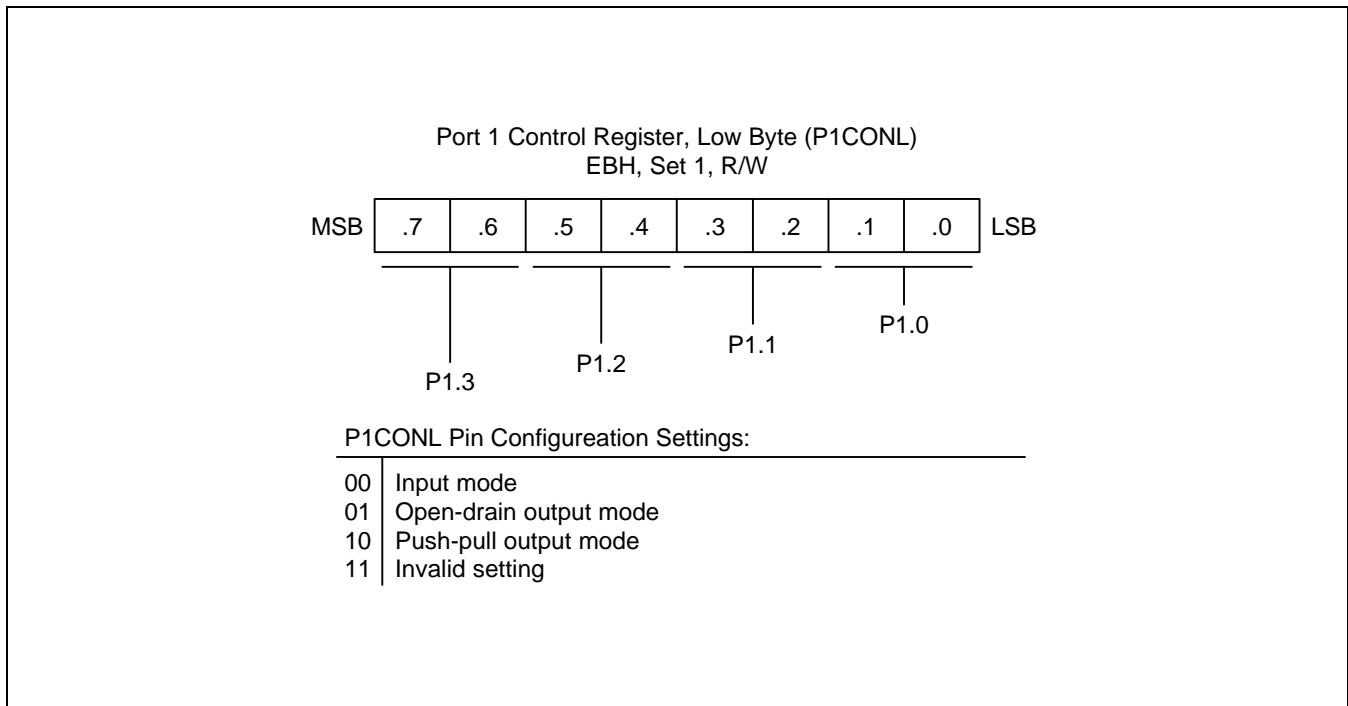 Port 1 Control Register, Low Byte (P1CONL)
EBH, Set 1, R/W
MSB .7 .6 .5 .4 .3 .2 .1 .0 LSB
P1.0
P1.1
P1.2
P1.3
P1CONL Pin Configureation Settings:
00 Input mode
01 Open-drain output mode
10 Push-pull output mode
11 Invalid setting